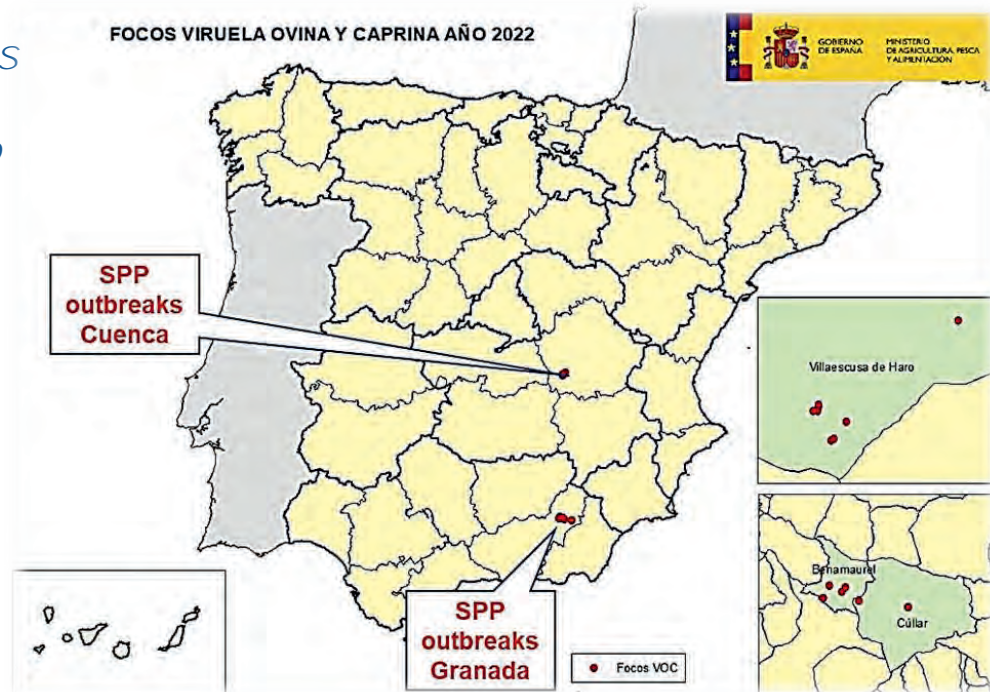 FOCOS VIRUELA OVINA Y CAPRINA AÑO 2022
GOBIERNO
DE ESPAÑA
MINISTERIO
DE AGRICULTURA, PESCA
Y ALIMENTACIÓN
SPP
outbreaks
Cuenca
Villaescusa de Haro
Benamaurel
Cúllar
SPP
outbreaks
Granada
Focos VOC